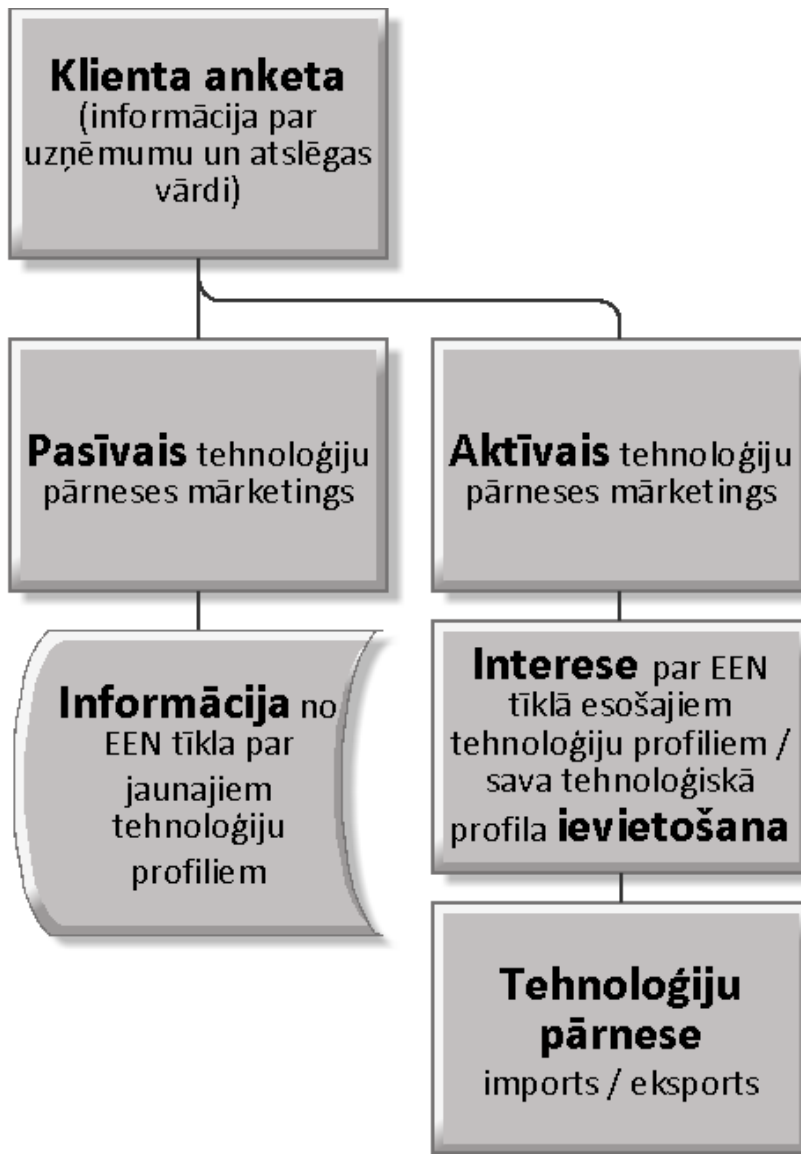 Klienta anketa
(informācija par
uzņēmumu un atslēgas
vārdi)
Pasīvais tehnoloģiju
pārneses mārketings
Aktīvais tehnoloģiju
pārneses mārketings
Informācija no
EEN tīkla par
jaunajiem
tehnoloģiju
profiliem
Interese par EEN
tīklā esošajiem
tehnoloģiju profiliem /
sava tehnoloģiskā
profila ievietošana
Tehnoloģiju
pārnese
imports / eksports